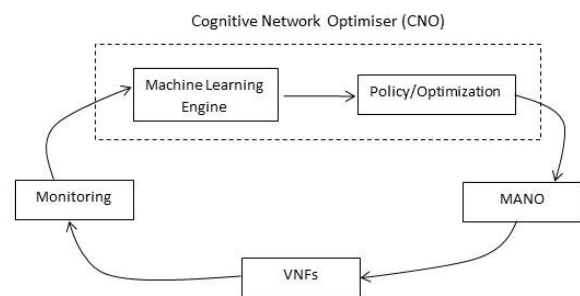 Cognitive Network Optimiser (CNO)
Machine Learning
Engine
Policy/Optimization
Monitoring
MANO
VNFs